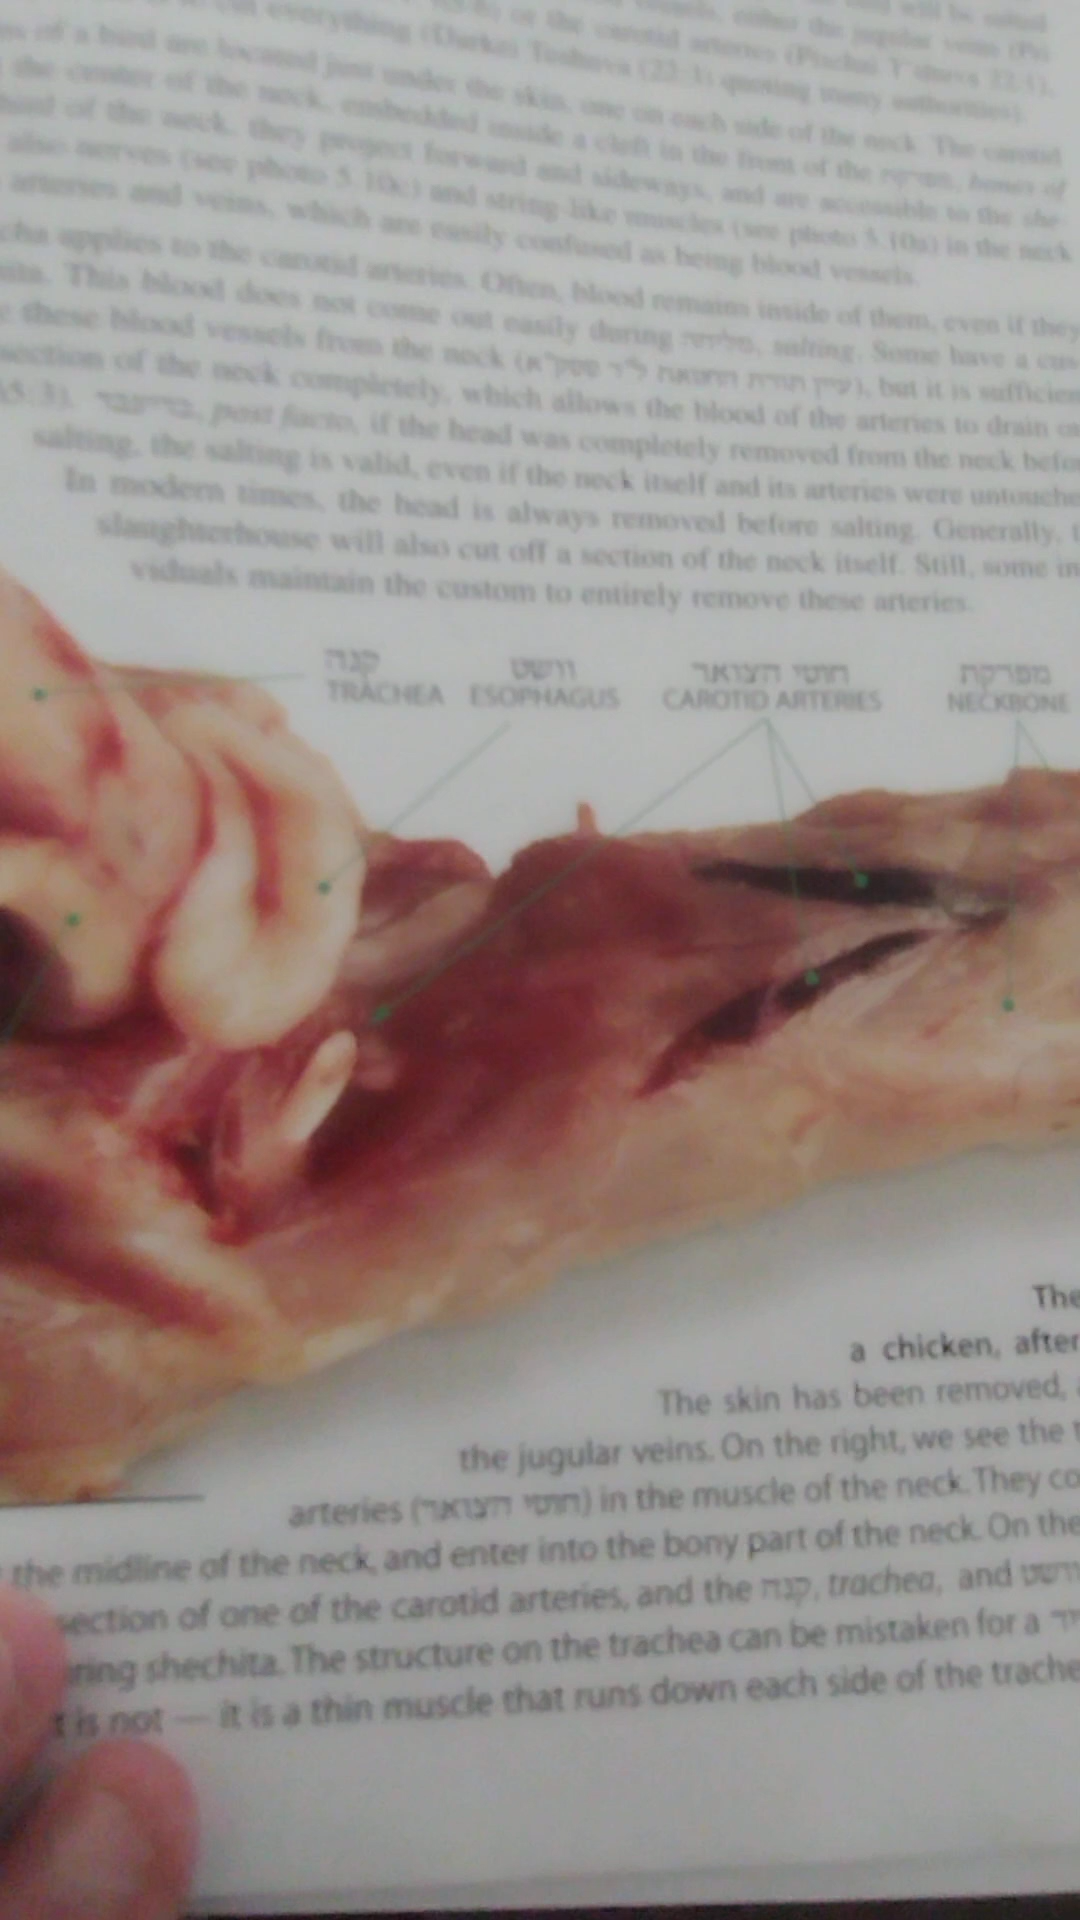 will be
either the jugular vein
everything (Darkei Teshuva (22:1) quoting many authorities).
of a bird are located just under the skin, one on each side of the neck. The carotid
the center of the neck, embedded inside a cleft in the front of the מפרקת, bones of
of the neck, they project forward and sideways, and are accessible to the she-
also nerves (see photo 5.10c) and string-like muscles (see photo 5.10a) in the neck
arteries and veins, which are easily confused as being blood vessels.
applies to the carotid arteries. Often, blood remains inside of them, even if they
This blood does not come out easily during מליחה, salting. Some have a cus-
these blood vessels from the neck but it is sufficien
section of the neck completely, which allows the blood of the arteries to drain
בדיעבד, post facto, if the head was completely removed from the neck befor
salting, the salting is valid, even if the neck itself and its arteries were untouche
In modern times, the head is always removed before salting. Generally, t
slaughterhouse will also cut off a section of the neck itself. Still, some in
viduals maintain the custom to entirely remove these arteries.
קנה
TRACHEA
וושט
ESOPHAGUS
חוטי הצואר
CAROTID ARTERIES
מפרקת
NECKBONE
The
a chicken, after
The skin has been removed,
the jugular veins. On the right, we see the t
arteries (חוטי הצואר) in the muscle of the neck. They co
the midline of the neck, and enter into the bony part of the neck. On the
section of one of the carotid arteries, and the קנה, trachea, and וושט
ring shechita. The structure on the trachea can be mistaken for a
t is not — it is a thin muscle that runs down each side of the trache